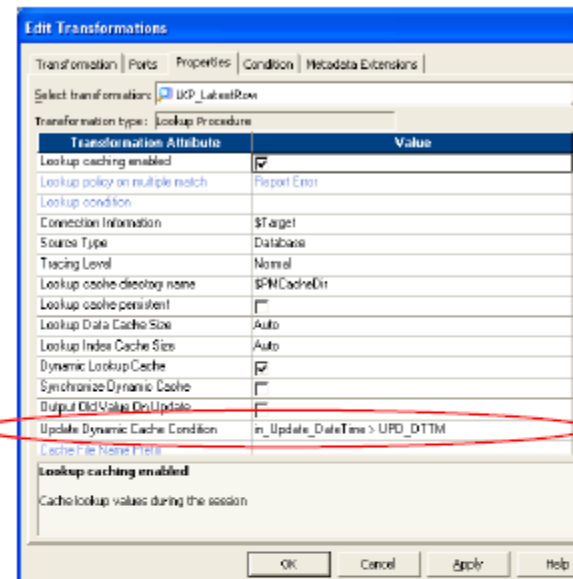 Edit Transformations
Transformation Ports Properties Condition Metadata Extensions
Select transformation: LKP_LatestRow
Transformation type: Lookup Procedure
Transformation Attribute Value
Lookup caching enabled
Lookup policy on multiple match Report Error
Lookup condition
Connection Information $Target
Source Type Database
Tracing Level Normal
Lookup cache directory name $PMCacheDir
Lookup cache persistent
Lookup Data Cache Size Auto
Lookup Index Cache Size Auto
Dynamic Lookup Cache
Synchronize Dynamic Cache
Output Old Value On Update
Update Dynamic Cache Condition in_Update_DateTime > UPD_DTTM
Cache File Name Prefix
Lookup caching enabled
Cache lookup values during the session
OK Cancel Apply Help